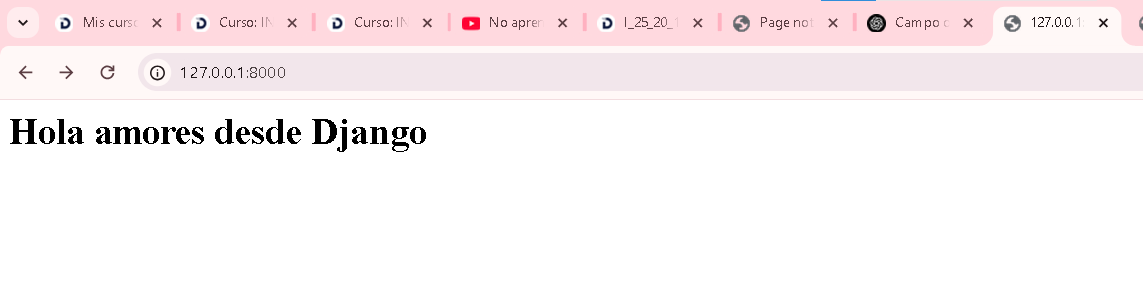 Mis curso
Curso: IN
Curso: IN
No apren
I_25_20_1
Page not
Campo d
127.0.0.1:
127.0.0.1:8000
Hola amores desde Django